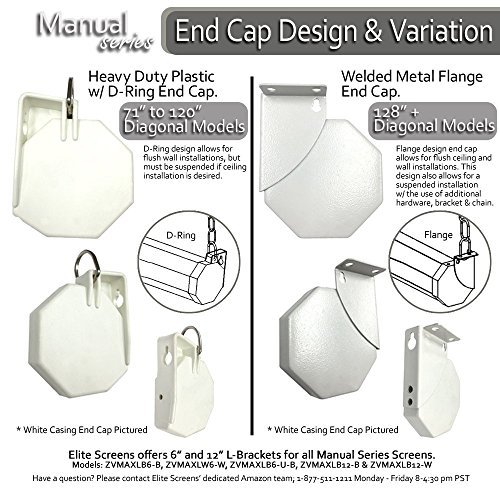 Manual
series
End Cap Design & Variation
Heavy Duty Plastic
w/ D-Ring End Cap.
71" to 120"
Diagonal Models
D-Ring design allows for
flush wall installations, but
must be suspended if ceiling
installation is desired.
D-Ring
* White Casing End Cap Pictured
Welded Metal Flange
End Cap.
128" +
Diagonal Models
Flange design end cap
allows for flush ceiling and
wall installations. This
design also allows for a
suspended installation
w/ the use of additional
hardware, bracket & chain.
Flange
* White Casing End Cap Pictured
Elite Screens offers 6" and 12" L-Brackets for all Manual Series Screens.
Models: ZVMAXLB6-B, ZVMAXLW6-W, ZVMAXLB6-U-B, ZVMAXLB12-B & ZVMAXLB12-W
Have a question? Please contact Elite Screens' dedicated Amazon team; 1-877-511-1211 Monday - Friday 8-4:30 pm PST